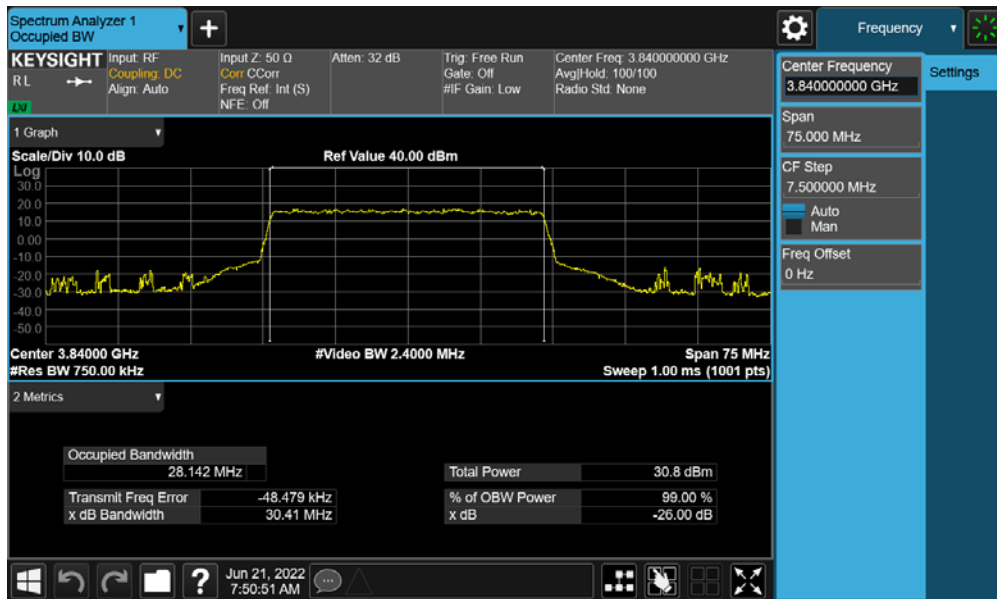 Spectrum Analyzer 1
Occupied BW
Frequency
KEYSIGHT
R L
LXI
Input: RF
Coupling: DC
Align: Auto
Input Z: 50 Ω
Corr CCorr
Freq Ref: Int (S)
NFE: Off
Atten: 32 dB
Trig: Free Run
Gate: Off
#IF Gain: Low
Center Freq: 3.840000000 GHz
Avg|Hold: 100/100
Radio Std: None
Center Frequency
3.840000000 GHz
Settings
Span
75.000 MHz
CF Step
7.500000 MHz
Auto
Man
Freq Offset
0 Hz
1 Graph
Scale/Div 10.0 dB
Ref Value 40.00 dBm
Log
30.0
20.0
10.0
0.00
-10.0
-20.0
-30.0
-40.0
-50.0
Center 3.84000 GHz
#Video BW 2.4000 MHz
Span 75 MHz
#Res BW 750.00 kHz
Sweep 1.00 ms (1001 pts)
2 Metrics
Occupied Bandwidth
28.142 MHz
Total Power 30.8 dBm
Transmit Freq Error -48.479 kHz
% of OBW Power 99.00 %
x dB Bandwidth 30.41 MHz
x dB -26.00 dB
?
Jun 21, 2022
7:50:51 AM